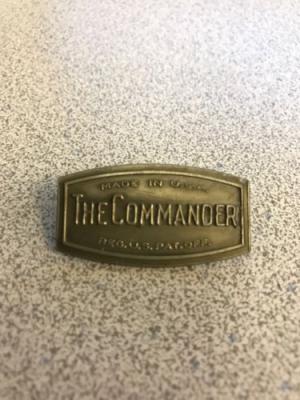 MADE IN U.S.A.
THE COMMANDER
REG. U.S. PAT. OFF.